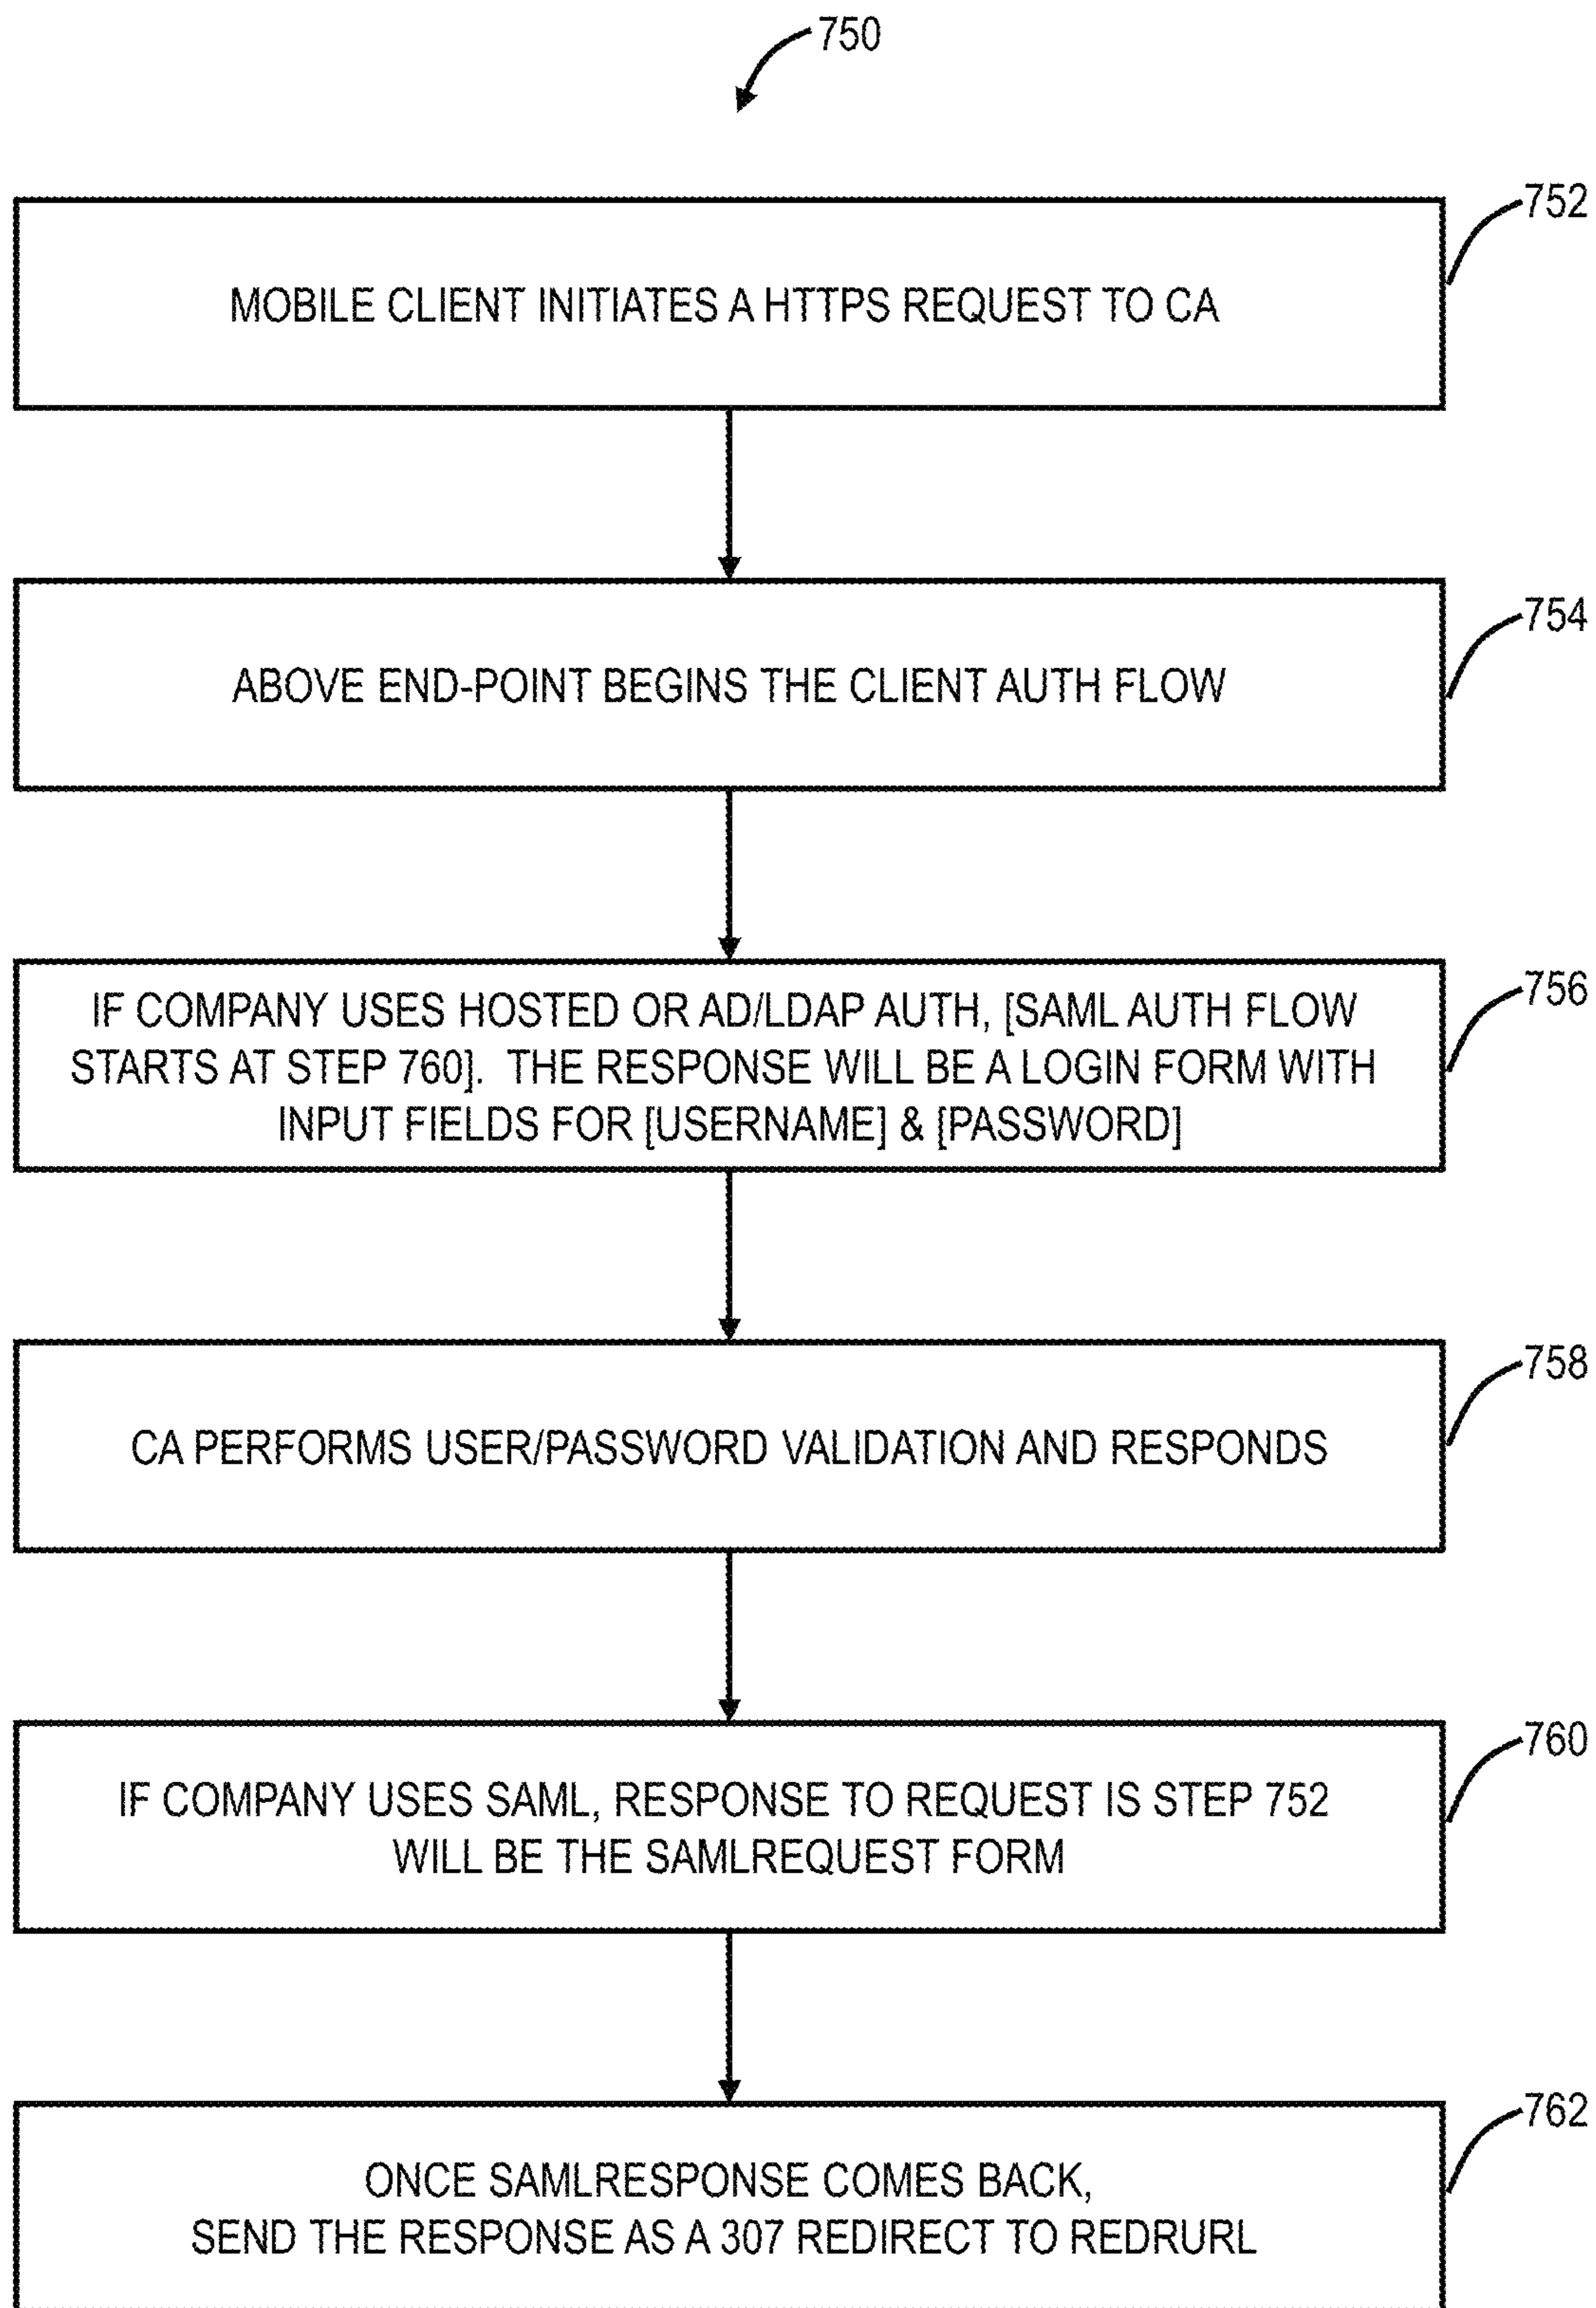 750
752
MOBILE CLIENT INITIATES A HTTPS REQUEST TO CA
754
ABOVE END-POINT BEGINS THE CLIENT AUTH FLOW
756
IF COMPANY USES HOSTED OR AD/LDAP AUTH, [SAML AUTH FLOW
STARTS AT STEP 760]. THE RESPONSE WILL BE A LOGIN FORM WITH
INPUT FIELDS FOR [USERNAME] & [PASSWORD]
758
CA PERFORMS USER/PASSWORD VALIDATION AND RESPONDS
760
IF COMPANY USES SAML, RESPONSE TO REQUEST IS STEP 752
WILL BE THE SAMLREQUEST FORM
762
ONCE SAMLRESPONSE COMES BACK,
SEND THE RESPONSE AS A 307 REDIRECT TO REDRURL